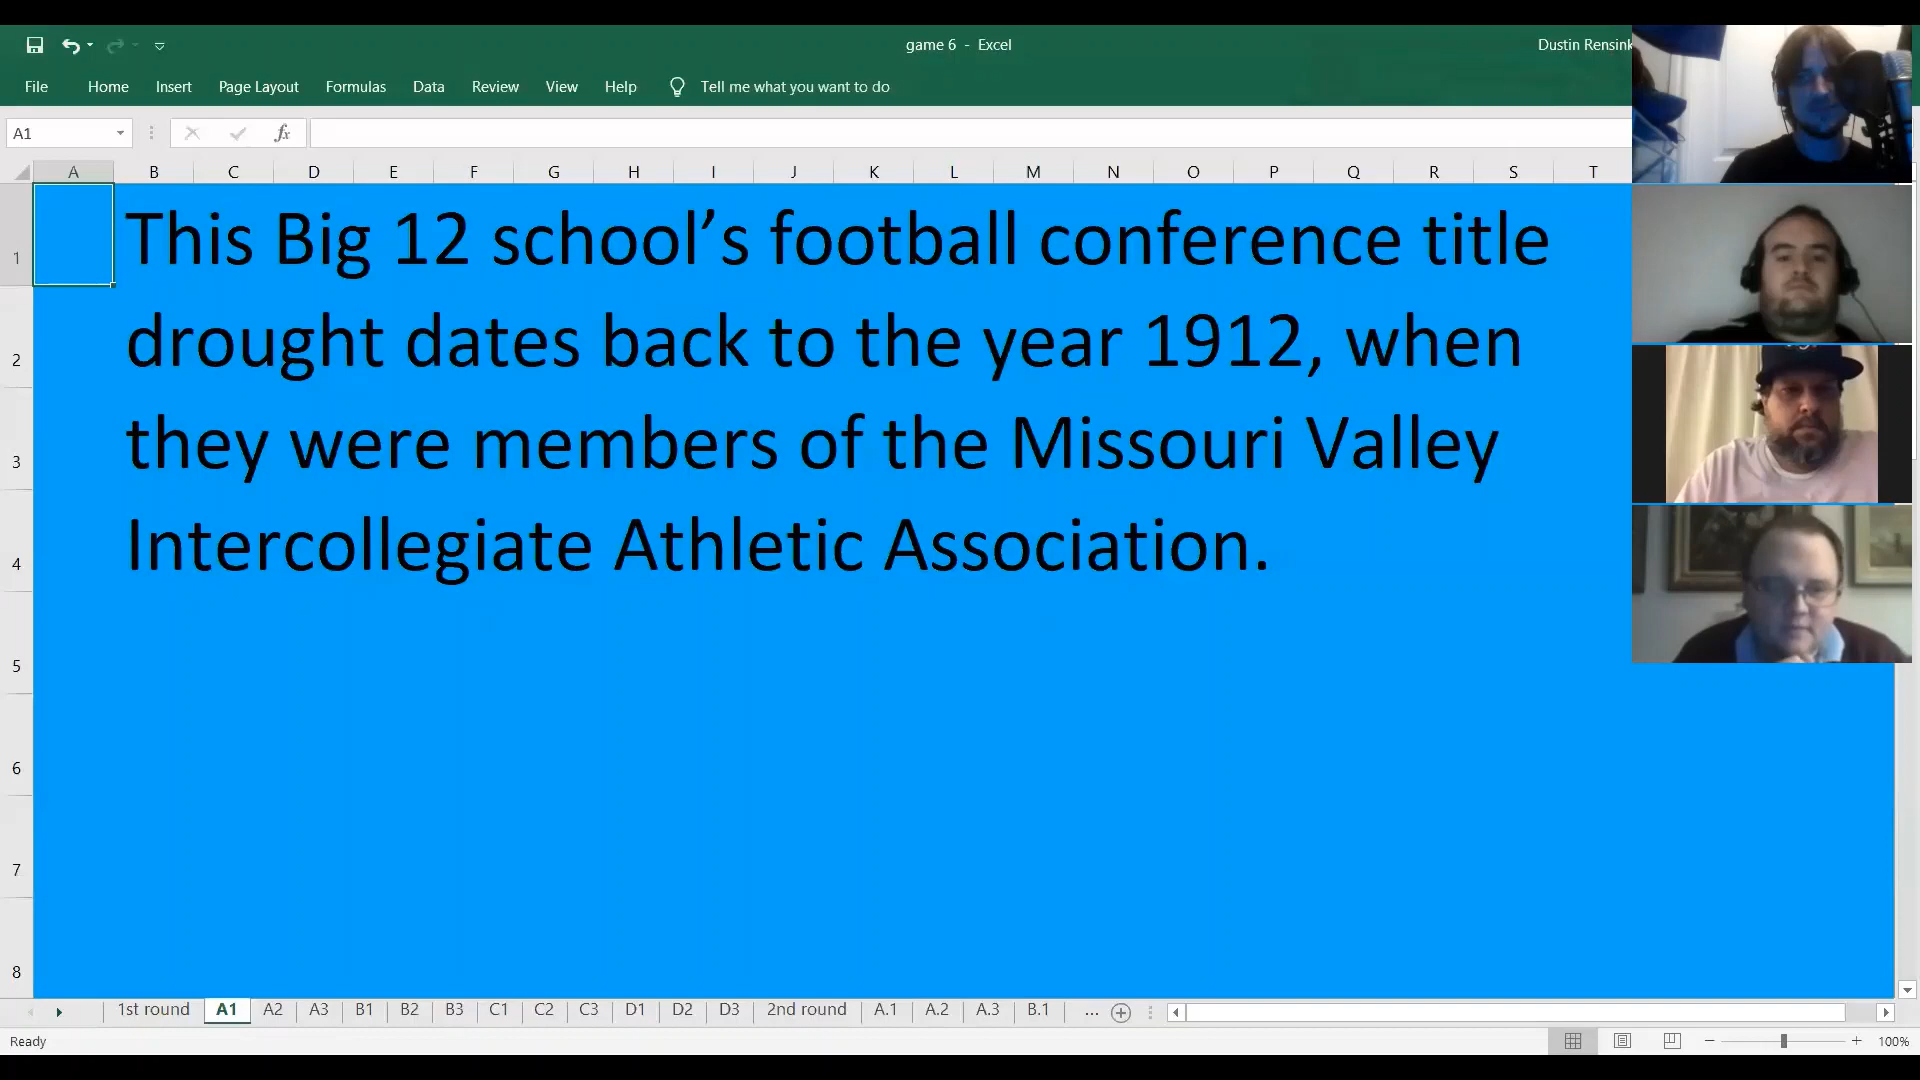 game 6 - Excel
Dustin Rensink
File Home Insert Page Layout Formulas Data Review View Help Tell me what you want to do
A1 fx
A B C D E F G H I J K L M N O P Q R S T
1
This Big 12 school’s football conference title
2
drought dates back to the year 1912, when
3
they were members of the Missouri Valley
4
Intercollegiate Athletic Association.
5
6
7
8
1st round A1 A2 A3 B1 B2 B3 C1 C2 C3 D1 D2 D3 2nd round A.1 A.2 A.3 B.1 ...
Ready 100%